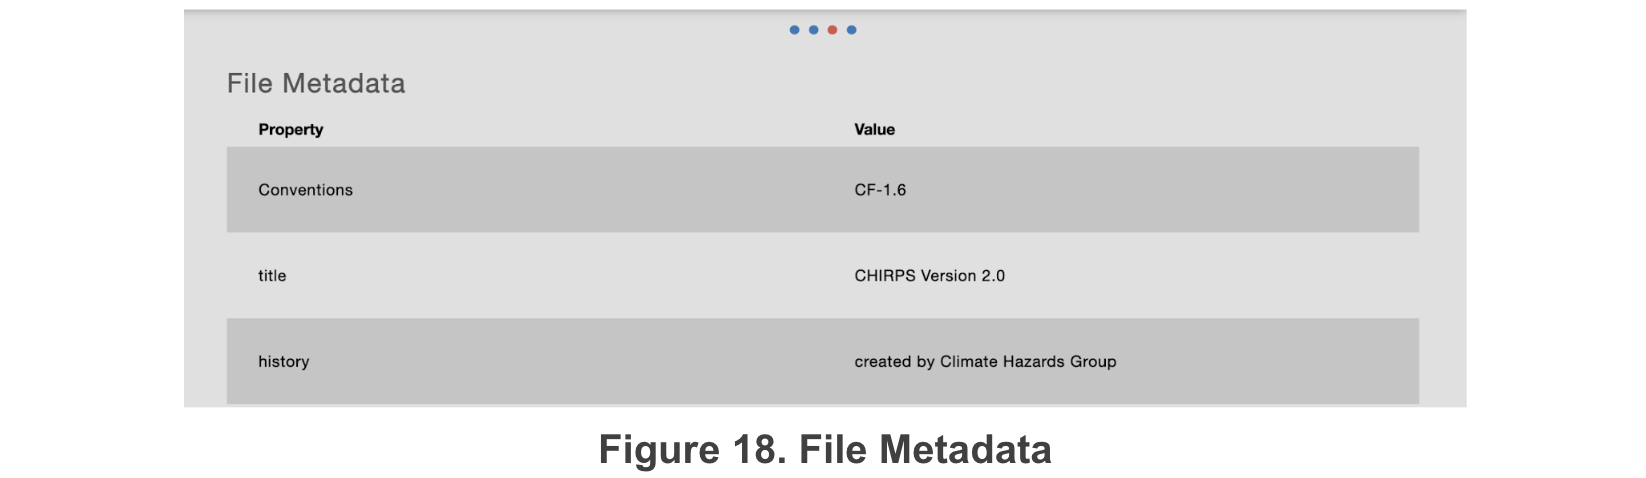 File Metadata
Property Value
Conventions CF-1.6
title CHIRPS Version 2.0
history created by Climate Hazards Group
Figure 18. File Metadata